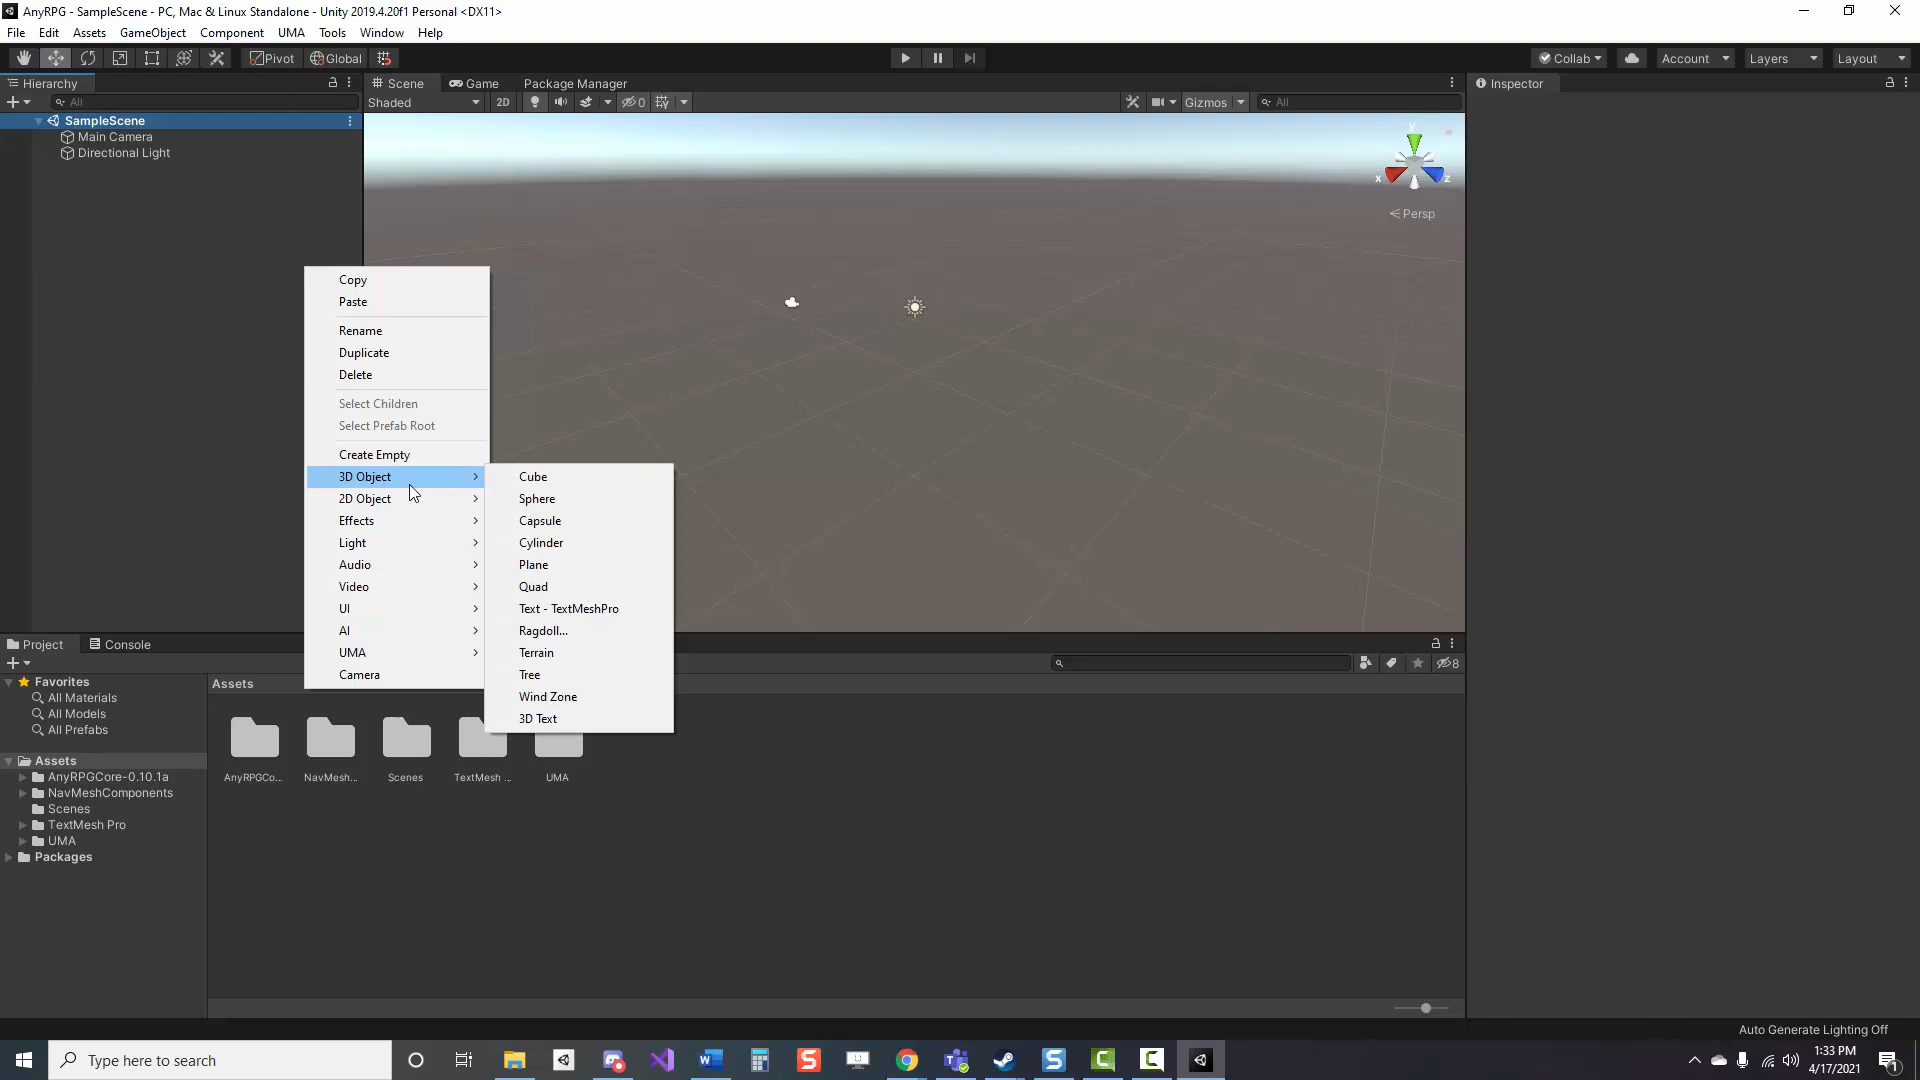 AnyRPG - SampleScene - PC, Mac & Linux Standalone - Unity 2019.4.20f1 Personal <DX11>
File Edit Assets GameObject Component UMA Tools Window Help
Pivot Global Collab Account Layers Layout
Hierarchy Scene Game Package Manager Inspector
All Shaded 2D 0 Gizmos All
SampleScene
Main Camera
Directional Light
y
x z
Persp
Copy
Paste
Rename
Duplicate
Delete
Select Children
Select Prefab Root
Create Empty
3D Object
2D Object
Effects
Light
Audio
Video
UI
AI
UMA
Camera
Cube
Sphere
Capsule
Cylinder
Plane
Quad
Text - TextMeshPro
Ragdoll...
Terrain
Tree
Wind Zone
3D Text
Project Console
8
Favorites
All Materials
All Models
All Prefabs
Assets
AnyRPGCore-0.10.1a
NavMeshComponents
Scenes
TextMesh Pro
UMA
Packages
Assets
AnyRPGCo... NavMesh... Scenes TextMesh ... UMA
Auto Generate Lighting Off
Type here to search
1:33 PM
4/17/2021
1